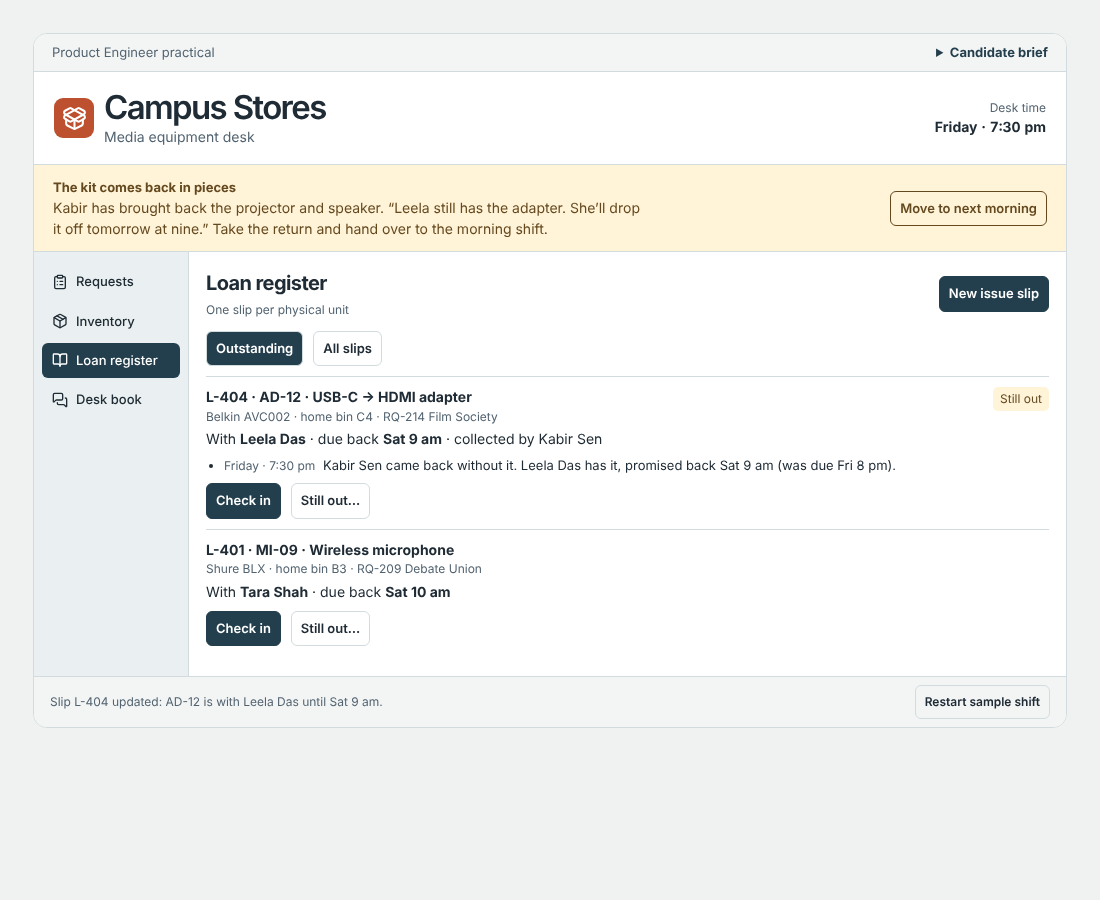 Product Engineer practical
▶ Candidate brief
Campus Stores
Media equipment desk
Desk time
Friday · 7:30 pm
The kit comes back in pieces
Kabir has brought back the projector and speaker. “Leela still has the adapter. She’ll drop
it off tomorrow at nine.” Take the return and hand over to the morning shift.
Move to next morning
Requests
Inventory
Loan register
Desk book
Loan register
One slip per physical unit
New issue slip
Outstanding
All slips
L-404 · AD-12 · USB-C → HDMI adapter
Still out
Belkin AVC002 · home bin C4 · RQ-214 Film Society
With Leela Das · due back Sat 9 am · collected by Kabir Sen
• Friday · 7:30 pm Kabir Sen came back without it. Leela Das has it, promised back Sat 9 am (was due Fri 8 pm).
Check in
Still out…
L-401 · MI-09 · Wireless microphone
Shure BLX · home bin B3 · RQ-209 Debate Union
With Tara Shah · due back Sat 10 am
Check in
Still out…
Slip L-404 updated: AD-12 is with Leela Das until Sat 9 am.
Restart sample shift